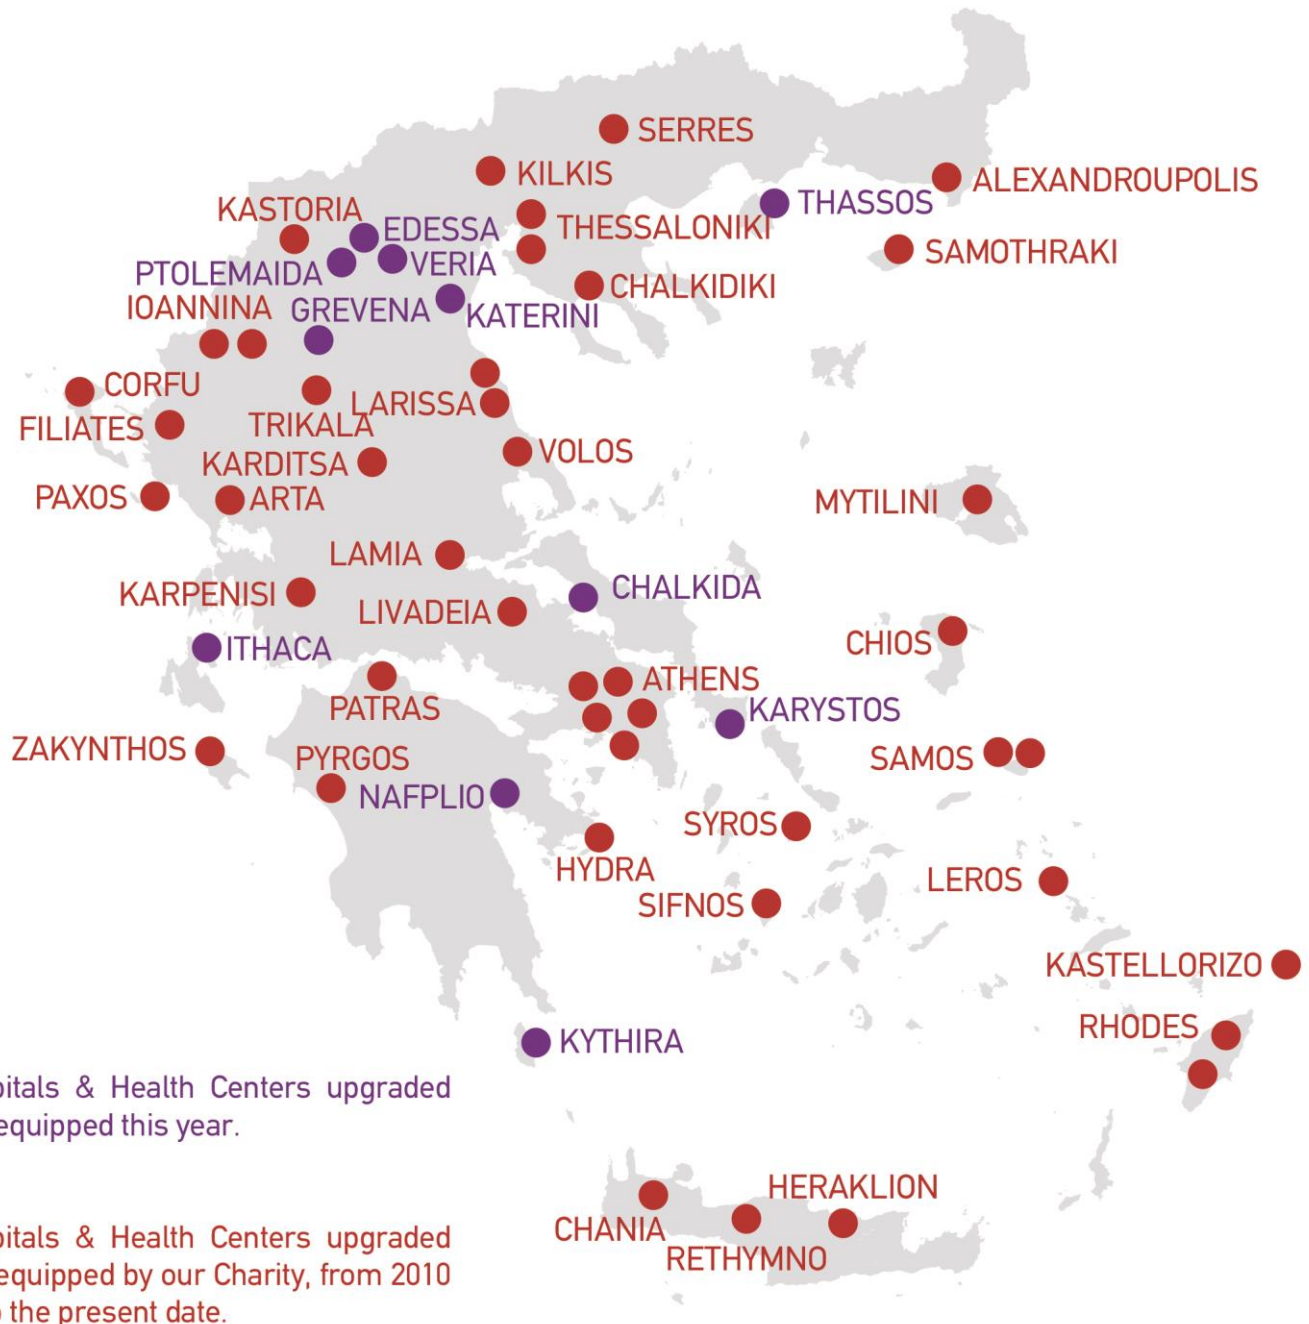 SERRES
KILKIS
ALEXANDROUPOLIS
THASSOS
KASTORIA
EDESSA
THESSALONIKI
SAMOTHRAKI
VERIA
PTOLEMAIDA
CHALKIDIKI
IOANNINA
GREVENA
KATERINI
CORFU
LARISSA
FILIATES
TRIKALA
VOLOS
KARDITSA
PAXOS
ARTA
MYTILINI
LAMIA
CHALKIDA
KARPENISI
LIVADEIA
ITHACA
CHIOS
ATHENS
PATRAS
KARYSTOS
ZAKYNTHOS
PYRGOS
SAMOS
NAFPLIO
SYROS
HYDRA
LEROS
SIFNOS
KASTELLORIZO
RHODES
KYTHIRA
pitals & Health Centers upgraded
equipped this year.
HERAKLION
CHANIA
RETHYMNO
pitals & Health Centers upgraded
equipped by our Charity, from 2010
the present date.